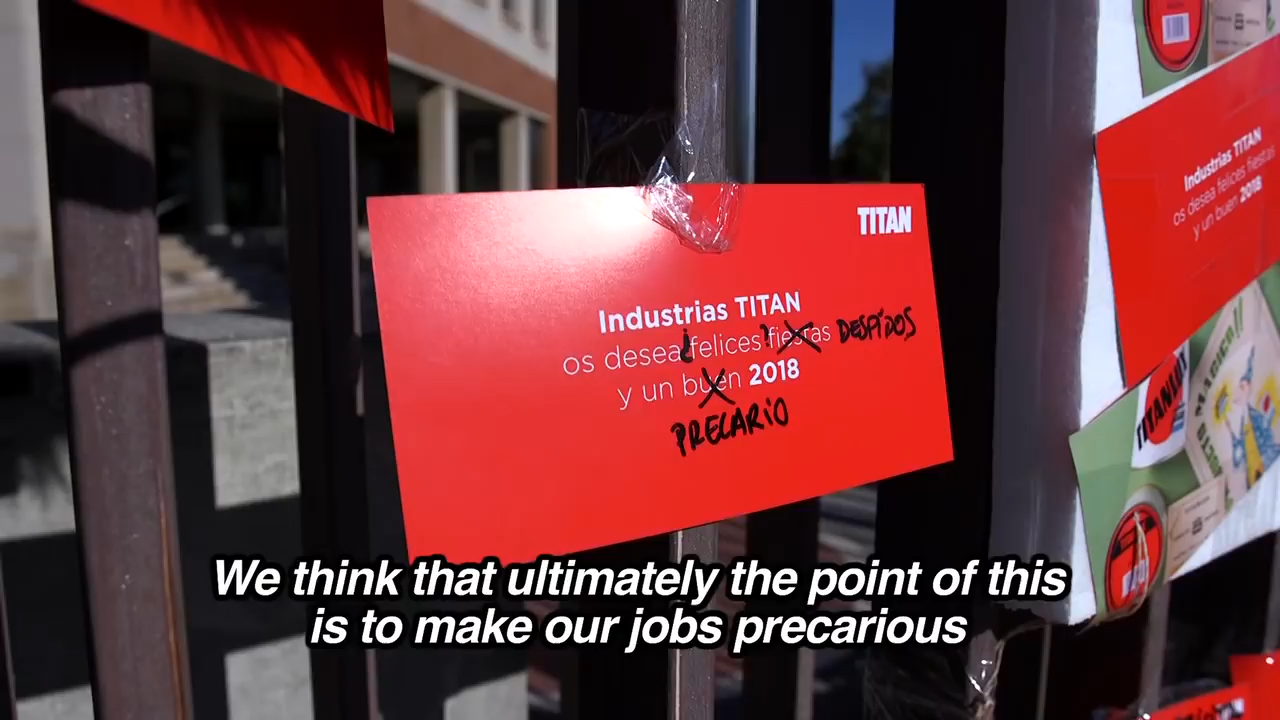 TITAN
Industrias TITAN
os desea ¿felices? fiestas DESPIDOS
y un buen 2018
PRECARIO
Industrias TITAN
os desea felices fiestas
y un buen 2018
TITANLUX
We think that ultimately the point of this
is to make our jobs precarious